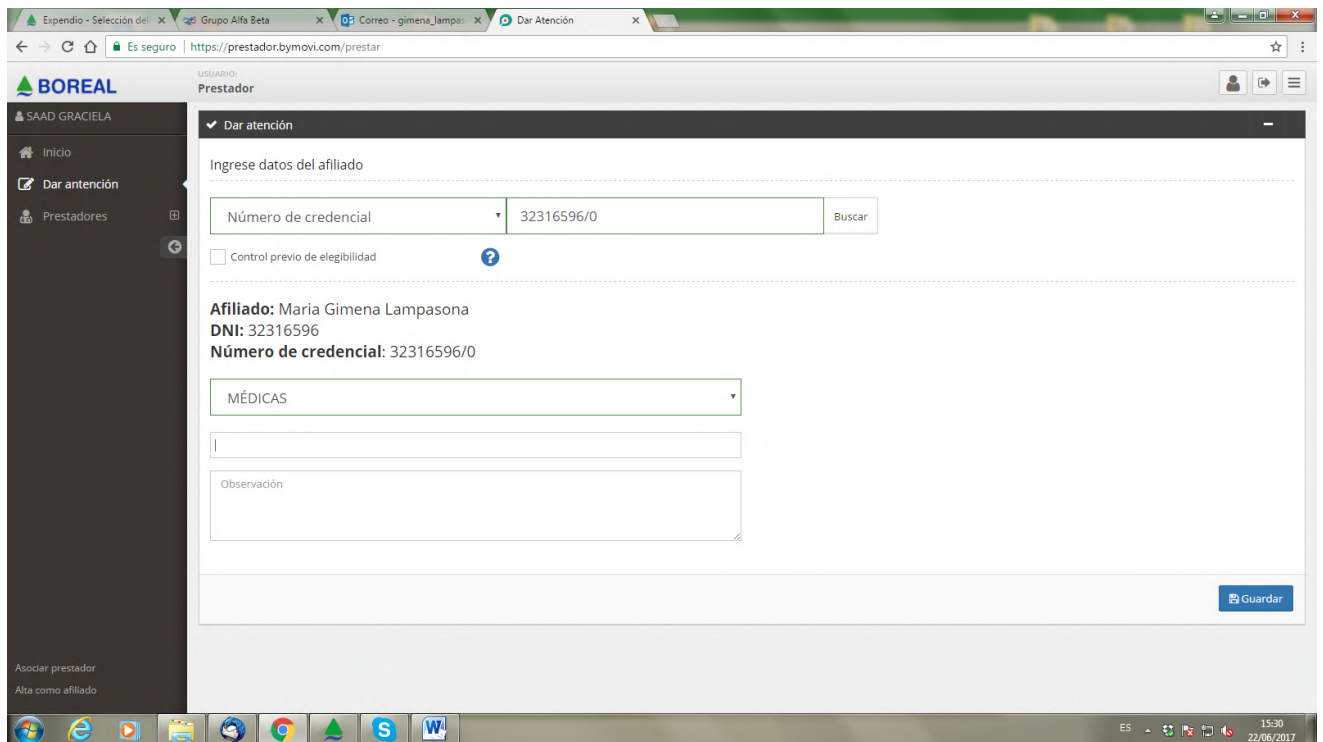 Expendio - Selección del
Grupo Alfa Beta
Correo - gimena_lampas
Dar Atención
Es seguro | https://prestador.bymovi.com/prestar
BOREAL
USUARIO:
Prestador
SAAD GRACIELA
Inicio
Dar antención
Prestadores
Dar atención
Ingrese datos del afiliado
Número de credencial 32316596/0 Buscar
Control previo de elegibilidad ?
Afiliado: Maria Gimena Lampasona
DNI: 32316596
Número de credencial: 32316596/0
MÉDICAS
Observación
Guardar
Asociar prestador
Alta como afiliado
ES 15:30
22/06/2017